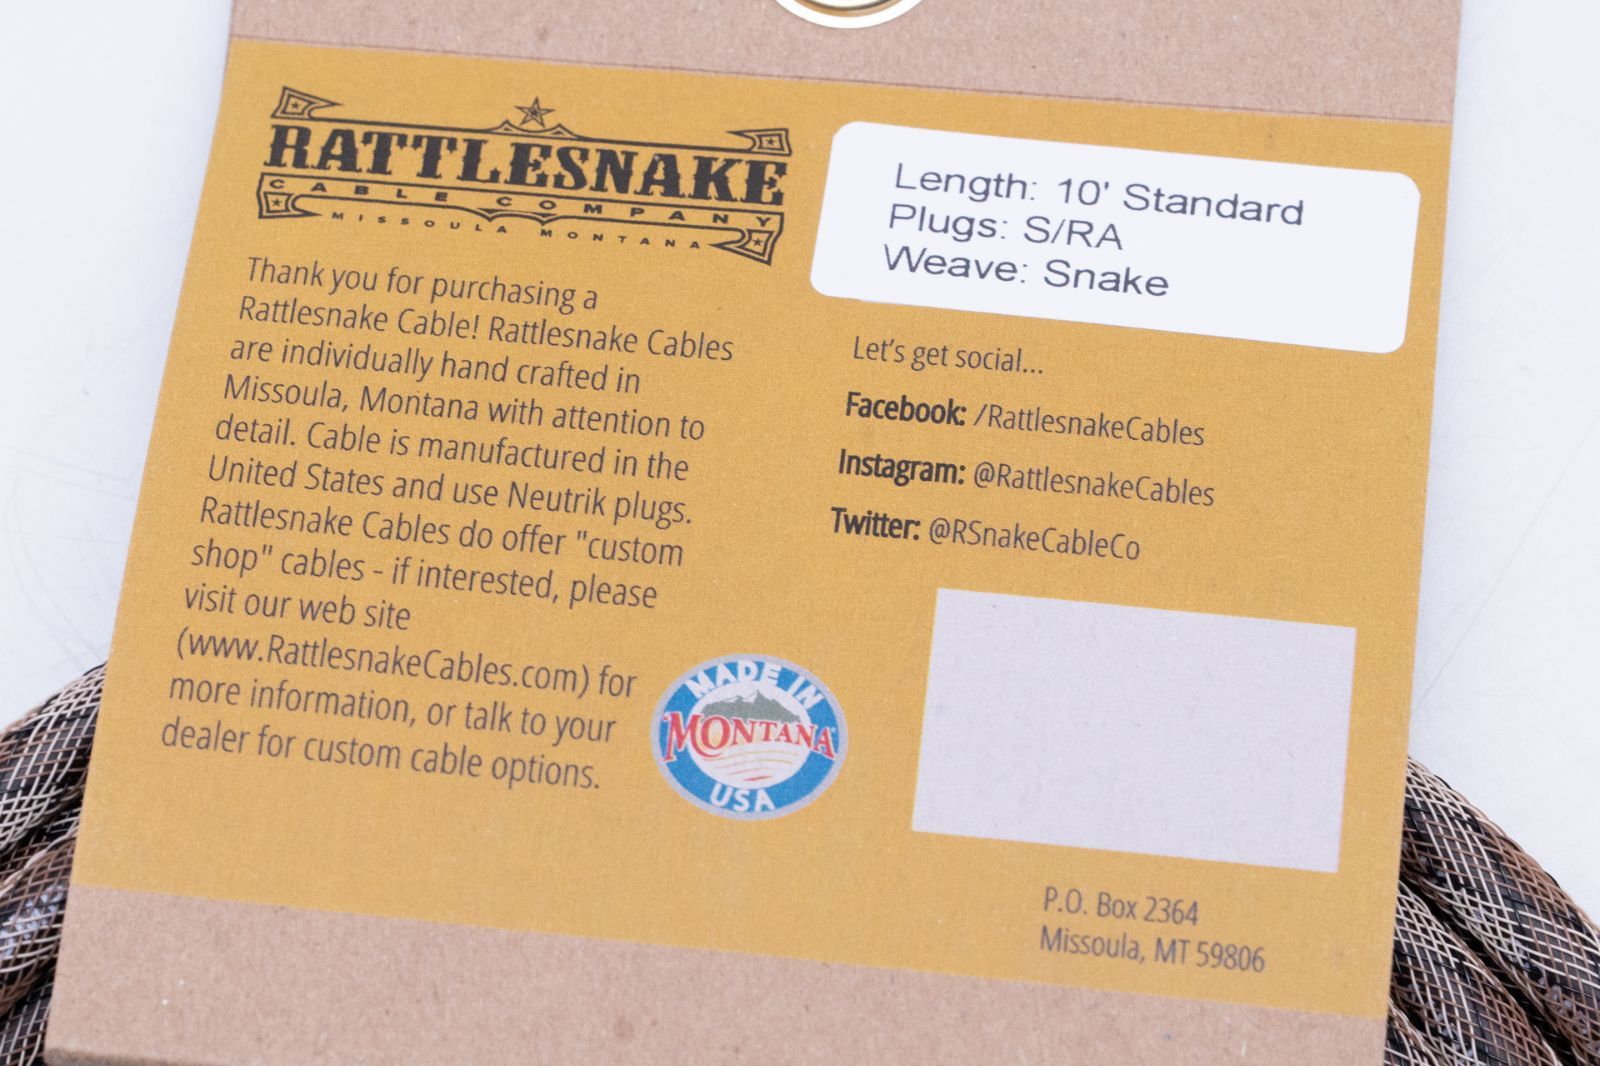 RATTLESNAKE
CABLE COMPANY
MISSOULA MONTANA
Thank you for purchasing a
Rattlesnake Cable! Rattlesnake Cables
are individually hand crafted in
Missoula, Montana with attention to
detail. Cable is manufactured in the
United States and use Neutrik plugs.
Rattlesnake Cables do offer "custom
shop" cables - if interested, please
visit our web site
(www.RattlesnakeCables.com) for
more information, or talk to your
dealer for custom cable options.
MADE IN
MONTANA
USA
Length: 10' Standard
Plugs: S/RA
Weave: Snake
Let's get social...
Facebook: /RattlesnakeCables
Instagram: @RattlesnakeCables
Twitter: @RSnakeCableCo
P.O. Box 2364
Missoula, MT 59806